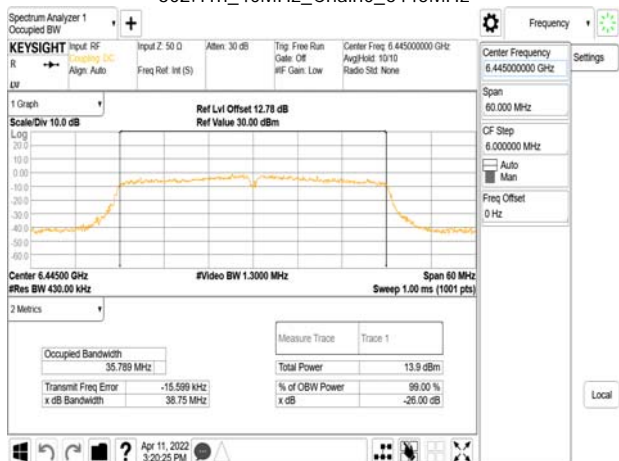 Spectrum Analyzer 1
Occupied BW
Frequency
KEYSIGHT
R
Input: RF
Coupling: DC
Align: Auto
Input Z: 50 Ω
Freq Ref: Int (S)
Atten: 30 dB
Trig: Free Run
Gate: Off
#IF Gain: Low
Center Freq: 6.445000000 GHz
Avg|Hold: 10/10
Radio Std: None
Center Frequency
6.445000000 GHz
Settings
Span
60.000 MHz
CF Step
6.000000 MHz
Auto
Man
Freq Offset
0 Hz
1 Graph
Scale/Div 10.0 dB
Ref Lvl Offset 12.78 dB
Ref Value 30.00 dBm
Log
20.0
10.0
0.00
-10.0
-20.0
-30.0
-40.0
-50.0
-60.0
Center 6.44500 GHz
#Res BW 430.00 kHz
#Video BW 1.3000 MHz
Span 60 MHz
Sweep 1.00 ms (1001 pts)
2 Metrics
Measure Trace
Trace 1
Occupied Bandwidth
35.789 MHz
Total Power
13.9 dBm
Transmit Freq Error
-15.599 kHz
% of OBW Power
99.00 %
x dB Bandwidth
38.75 MHz
x dB
-26.00 dB
Local
Apr 11, 2022
3:20:25 PM